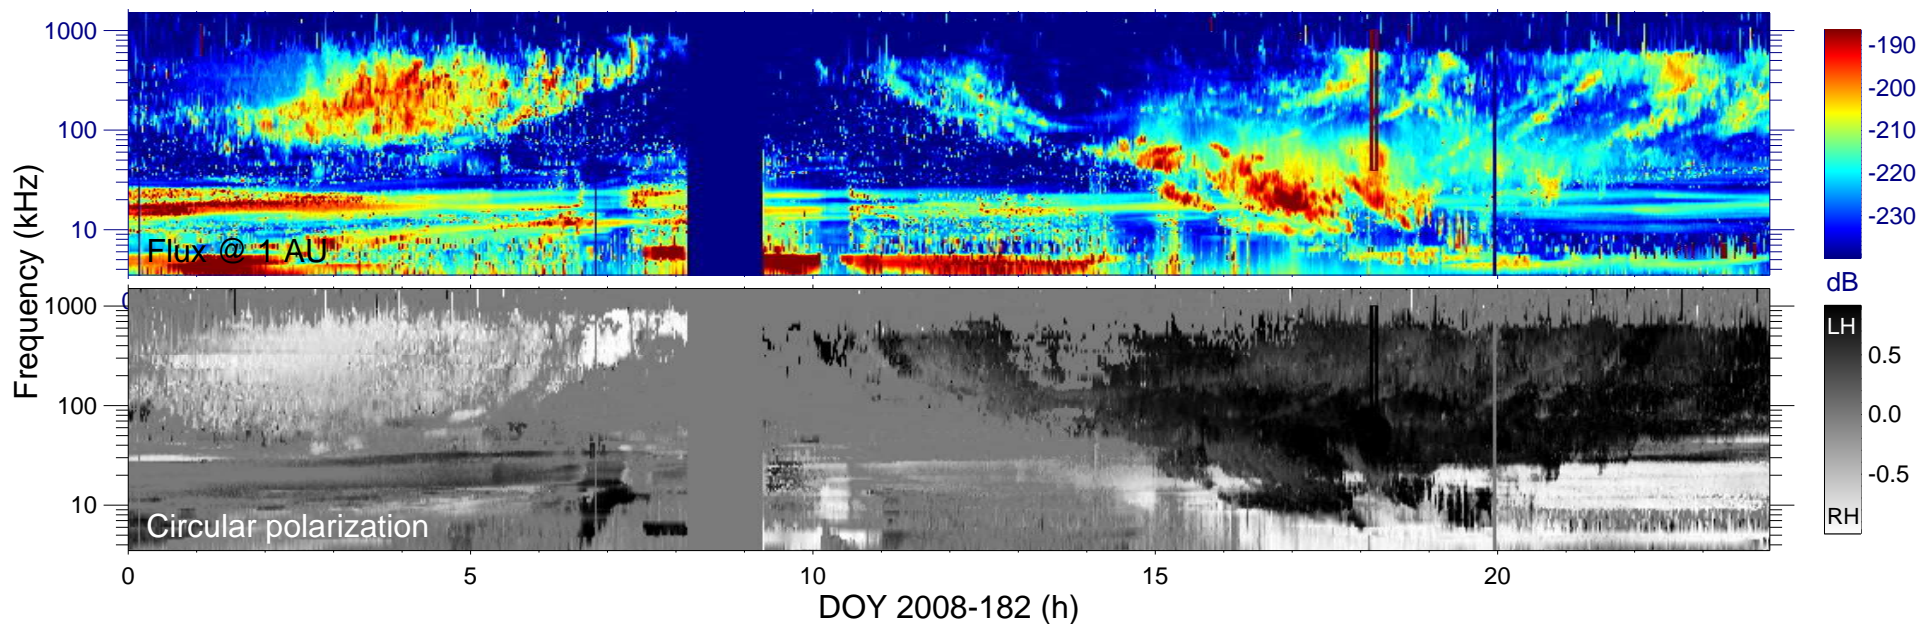 1000
100
10
Flux @ 1 AU
-190
-200
-210
-220
-230
dB
Frequency (kHz)
0
1000
100
10
Circular polarization
LH
0.5
0.0
-0.5
RH
0 5 10 15 20
DOY 2008-182 (h)